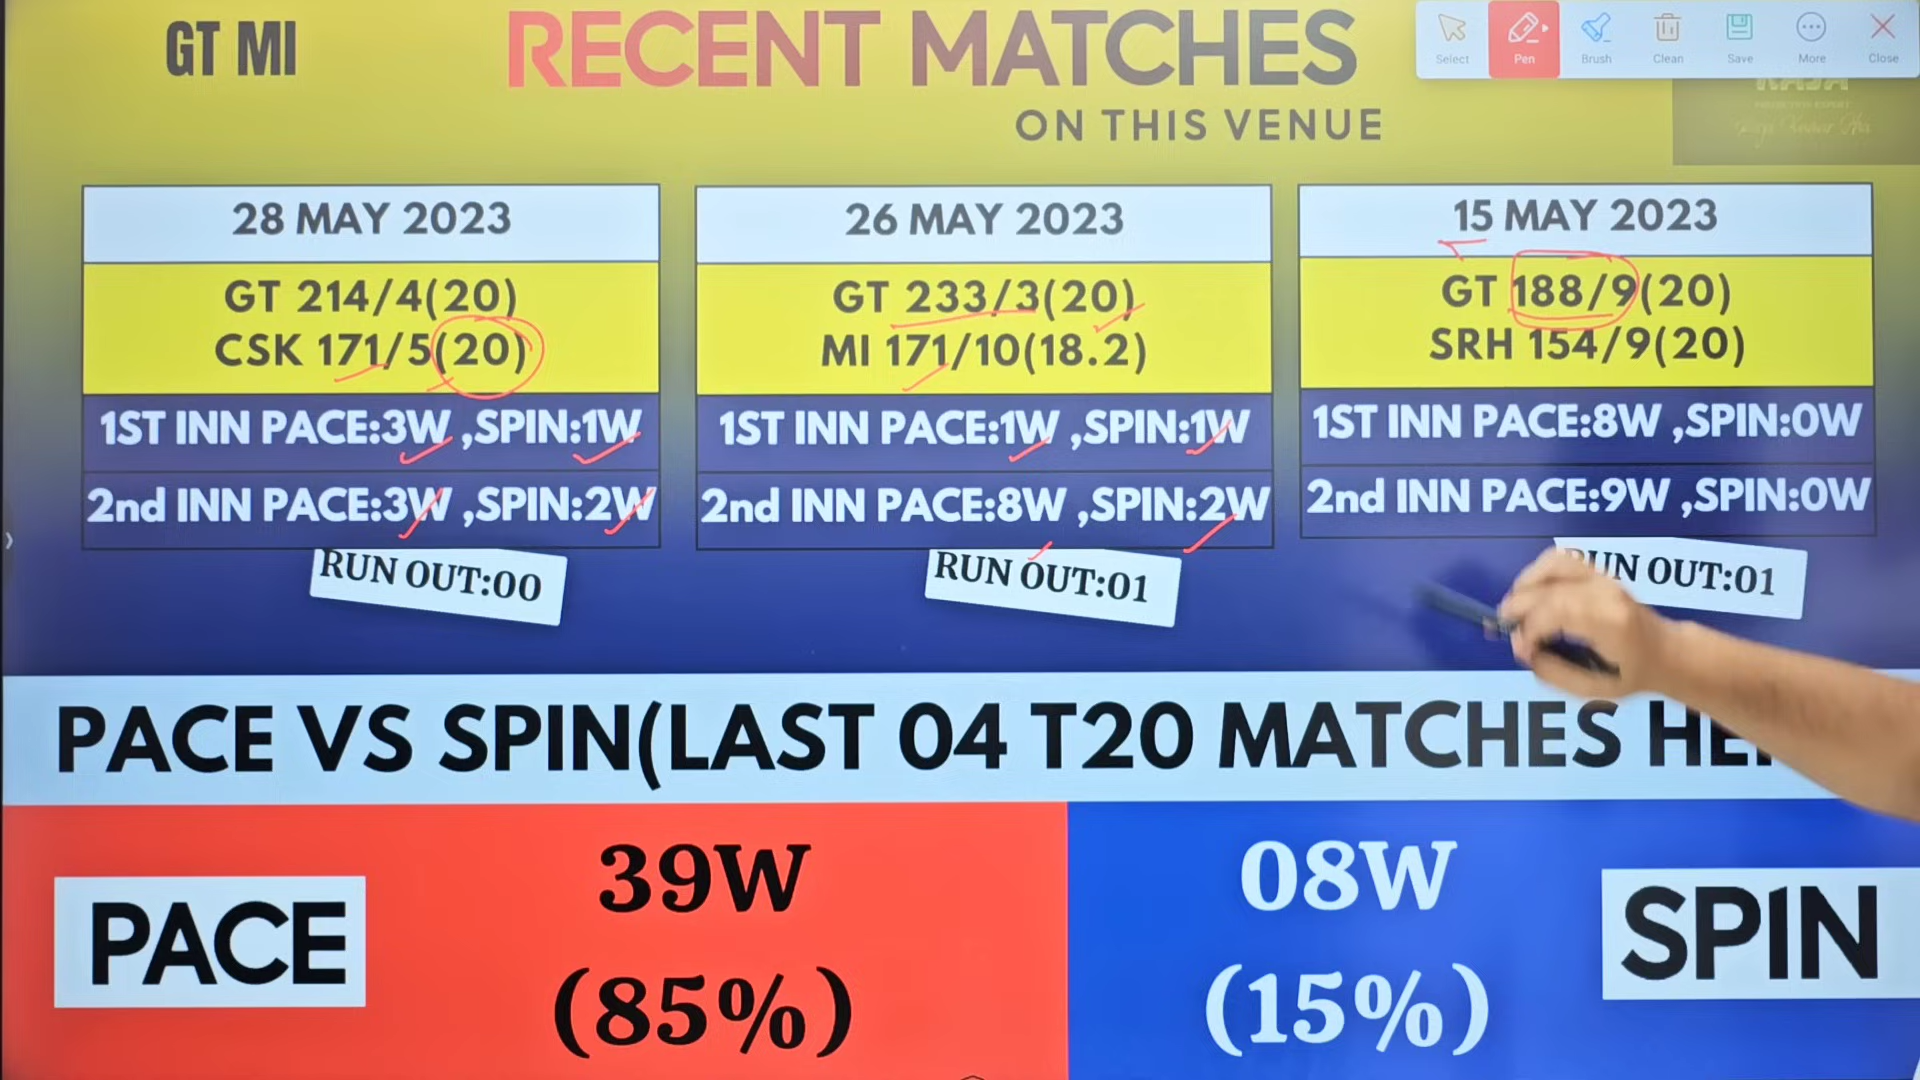 GT MI
RECENT MATCHES
ON THIS VENUE
Select
Pen
Brush
Clean
Save
More
Close
28 MAY 2023
GT 214/4(20)
CSK 171/5(20)
1ST INN PACE:3W ,SPIN:1W
2nd INN PACE:3W ,SPIN:2W
RUN OUT:00
26 MAY 2023
GT 233/3(20)
MI 171/10(18.2)
1ST INN PACE:1W ,SPIN:1W
2nd INN PACE:8W ,SPIN:2W
RUN OUT:01
15 MAY 2023
GT 188/9(20)
SRH 154/9(20)
1ST INN PACE:8W ,SPIN:0W
2nd INN PACE:9W ,SPIN:0W
RUN OUT:01
PACE VS SPIN(LAST 04 T20 MATCHES
PACE
39W
(85%)
08W
(15%)
SPIN